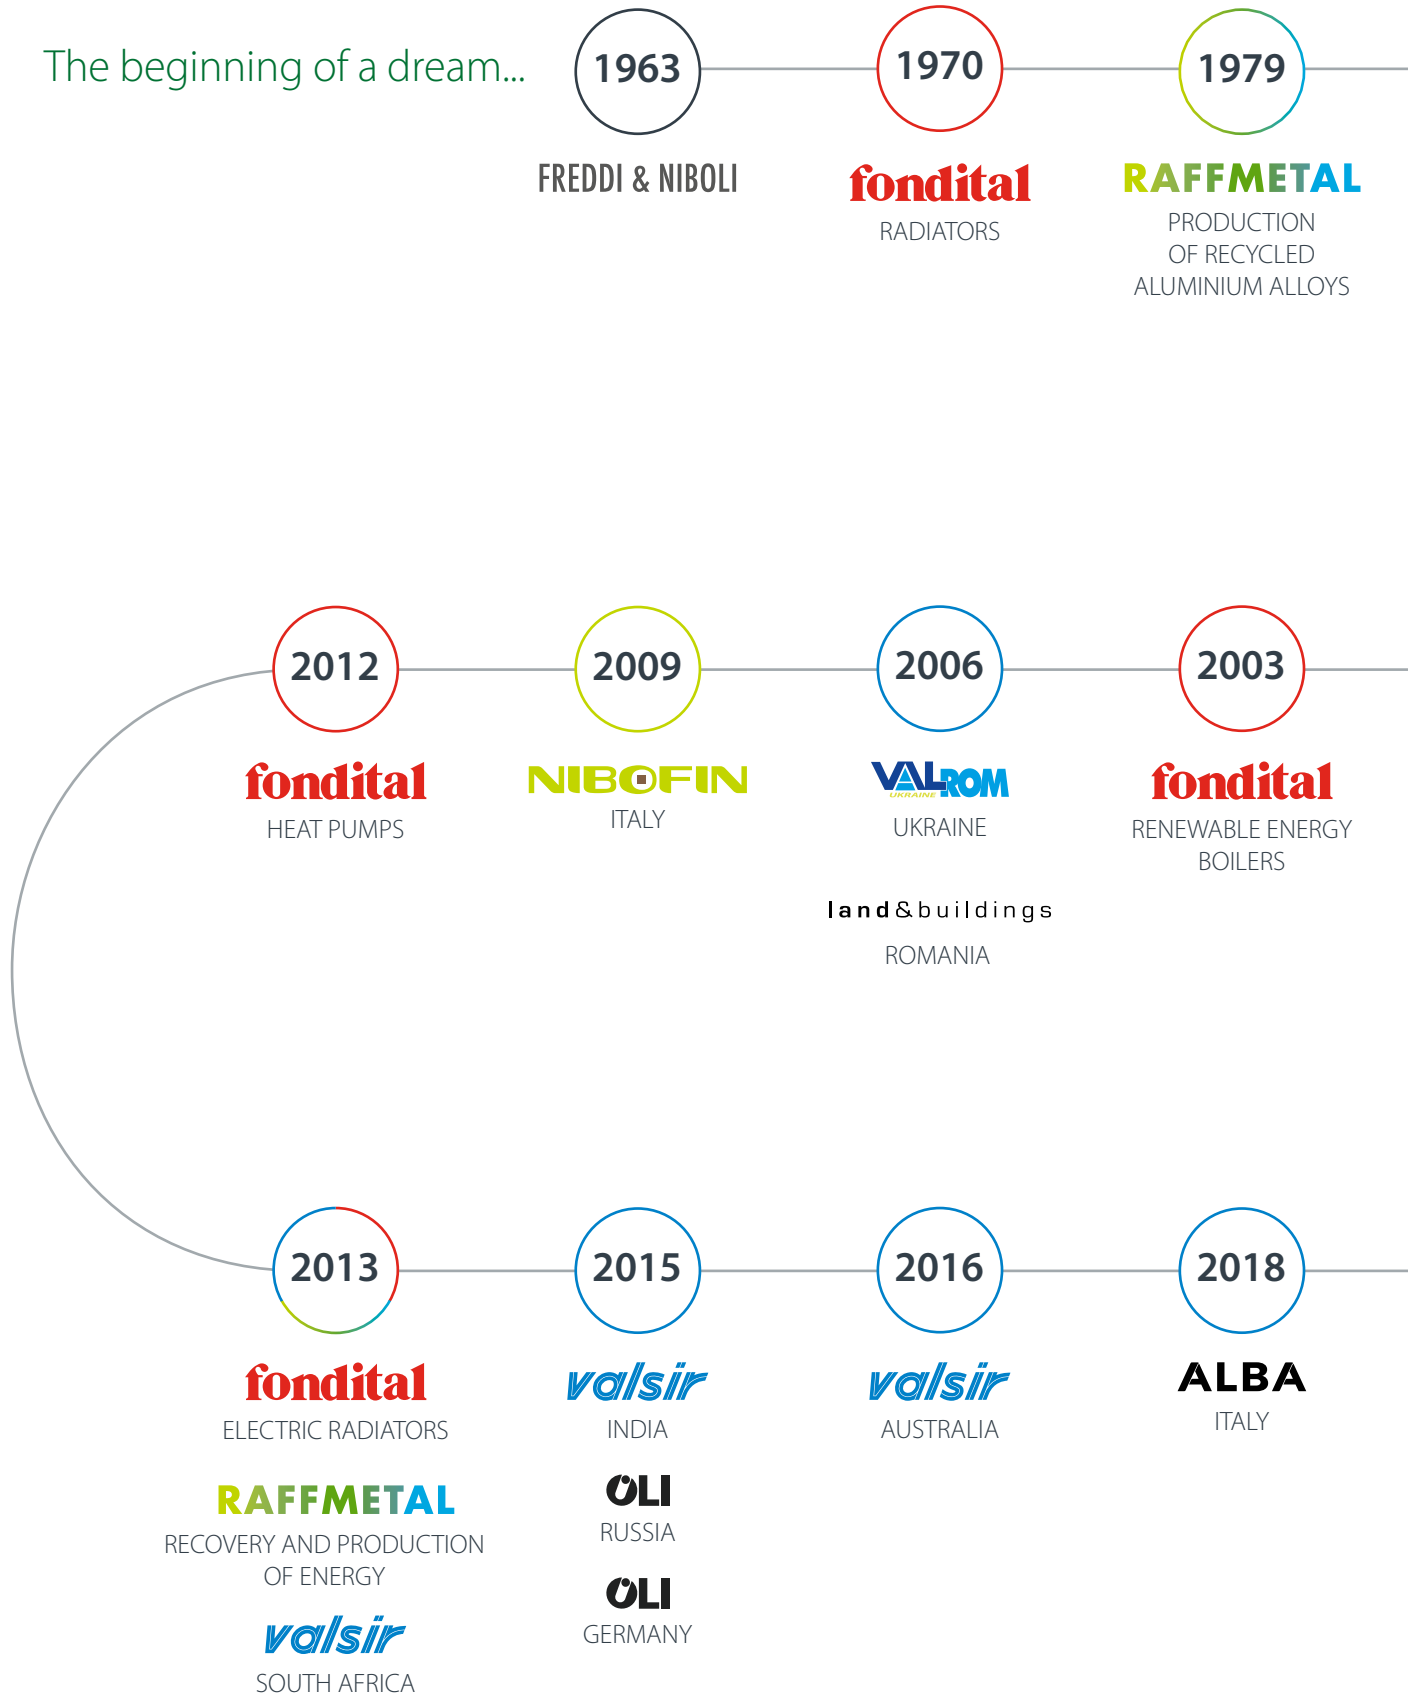 The beginning of a dream...
1963
FREDDI & NIBOLI
1970
fondital
RADIATORS
1979
RAFFMETAL
PRODUCTION
OF RECYCLED
ALUMINIUM ALLOYS
2012
fondital
HEAT PUMPS
2009
NIBOFIN
ITALY
2006
VALROM
UKRAINE
UKRAINE
land&buildings
ROMANIA
2003
fondital
RENEWABLE ENERGY
BOILERS
2013
fondital
ELECTRIC RADIATORS
RAFFMETAL
RECOVERY AND PRODUCTION
OF ENERGY
valsir
SOUTH AFRICA
2015
valsir
INDIA
OLI
RUSSIA
OLI
GERMANY
2016
valsir
AUSTRALIA
2018
ALBA
ITALY